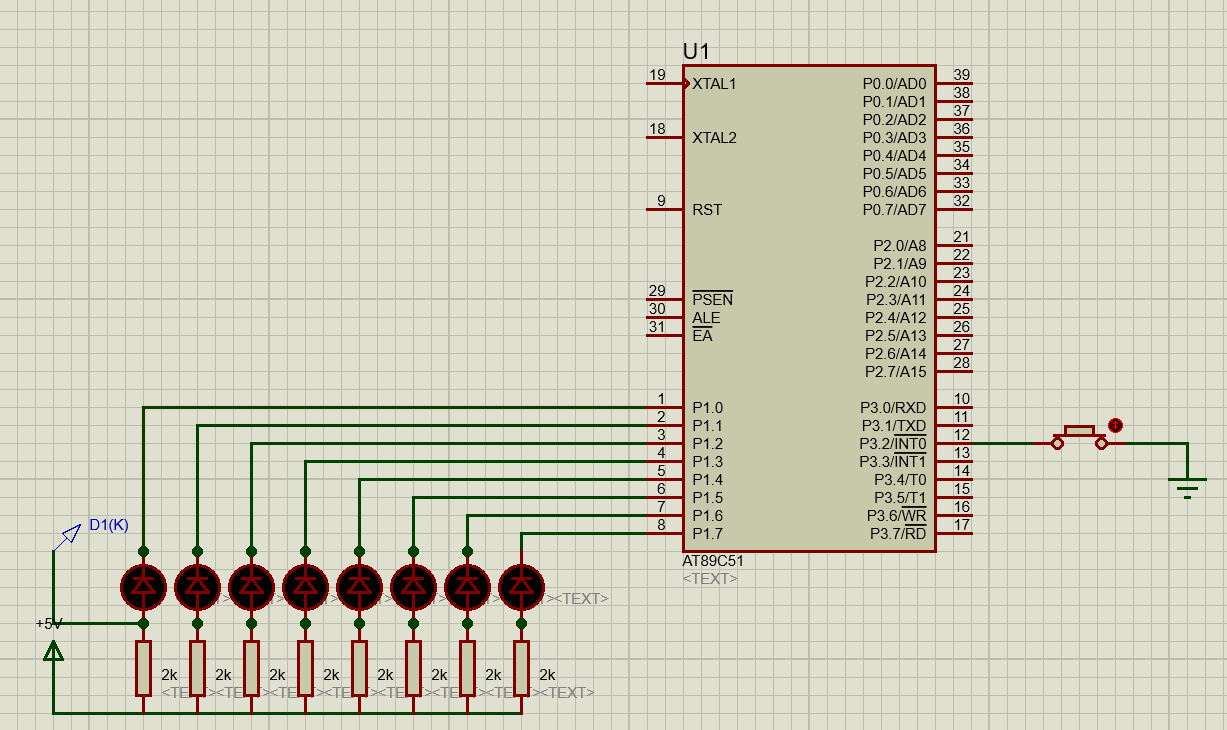 U1
19 XTAL1 P0.0/AD0 39
P0.1/AD1 38
P0.2/AD2 37
18 XTAL2 P0.3/AD3 36
P0.4/AD4 35
P0.5/AD5 34
P0.6/AD6 33
9 RST P0.7/AD7 32
P2.0/A8 21
P2.1/A9 22
P2.2/A10 23
29 PSEN P2.3/A11 24
30 ALE P2.4/A12 25
31 EA P2.5/A13 26
P2.6/A14 27
P2.7/A15 28
1 P1.0 P3.0/RXD 10
2 P1.1 P3.1/TXD 11
3 P1.2 P3.2/INT0 12
4 P1.3 P3.3/INT1 13
5 P1.4 P3.4/T0 14
6 P1.5 P3.5/T1 15
7 P1.6 P3.6/WR 16
8 P1.7 P3.7/RD 17
D1(K)
AT89C51
<TEXT>
<TEXT>
+5V
2k 2k 2k 2k 2k 2k 2k 2k
<TEXT>